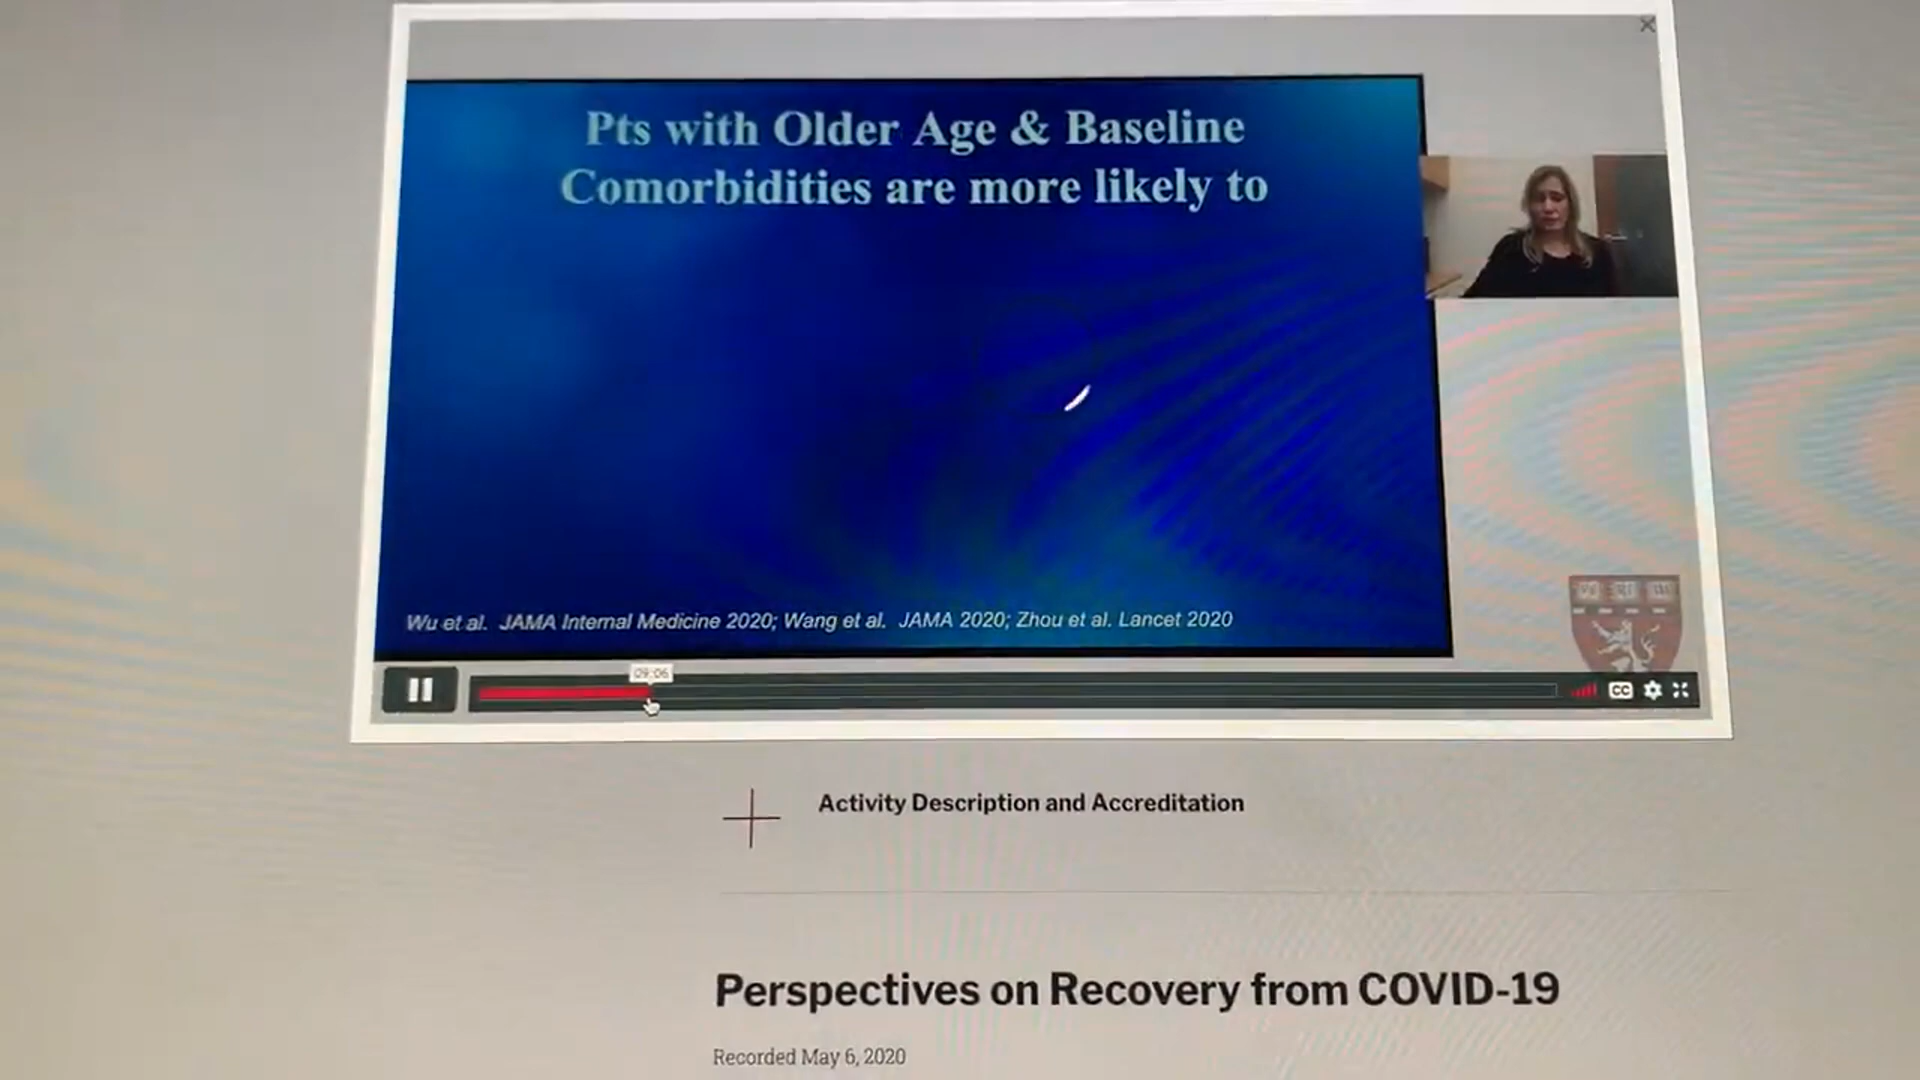 Pts with Older Age & Baseline
Comorbidities are more likely to
Wu et al. JAMA Internal Medicine 2020; Wang et al. JAMA 2020; Zhou et al. Lancet 2020
09:06
CC
Activity Description and Accreditation
Perspectives on Recovery from COVID-19
Recorded May 6, 2020